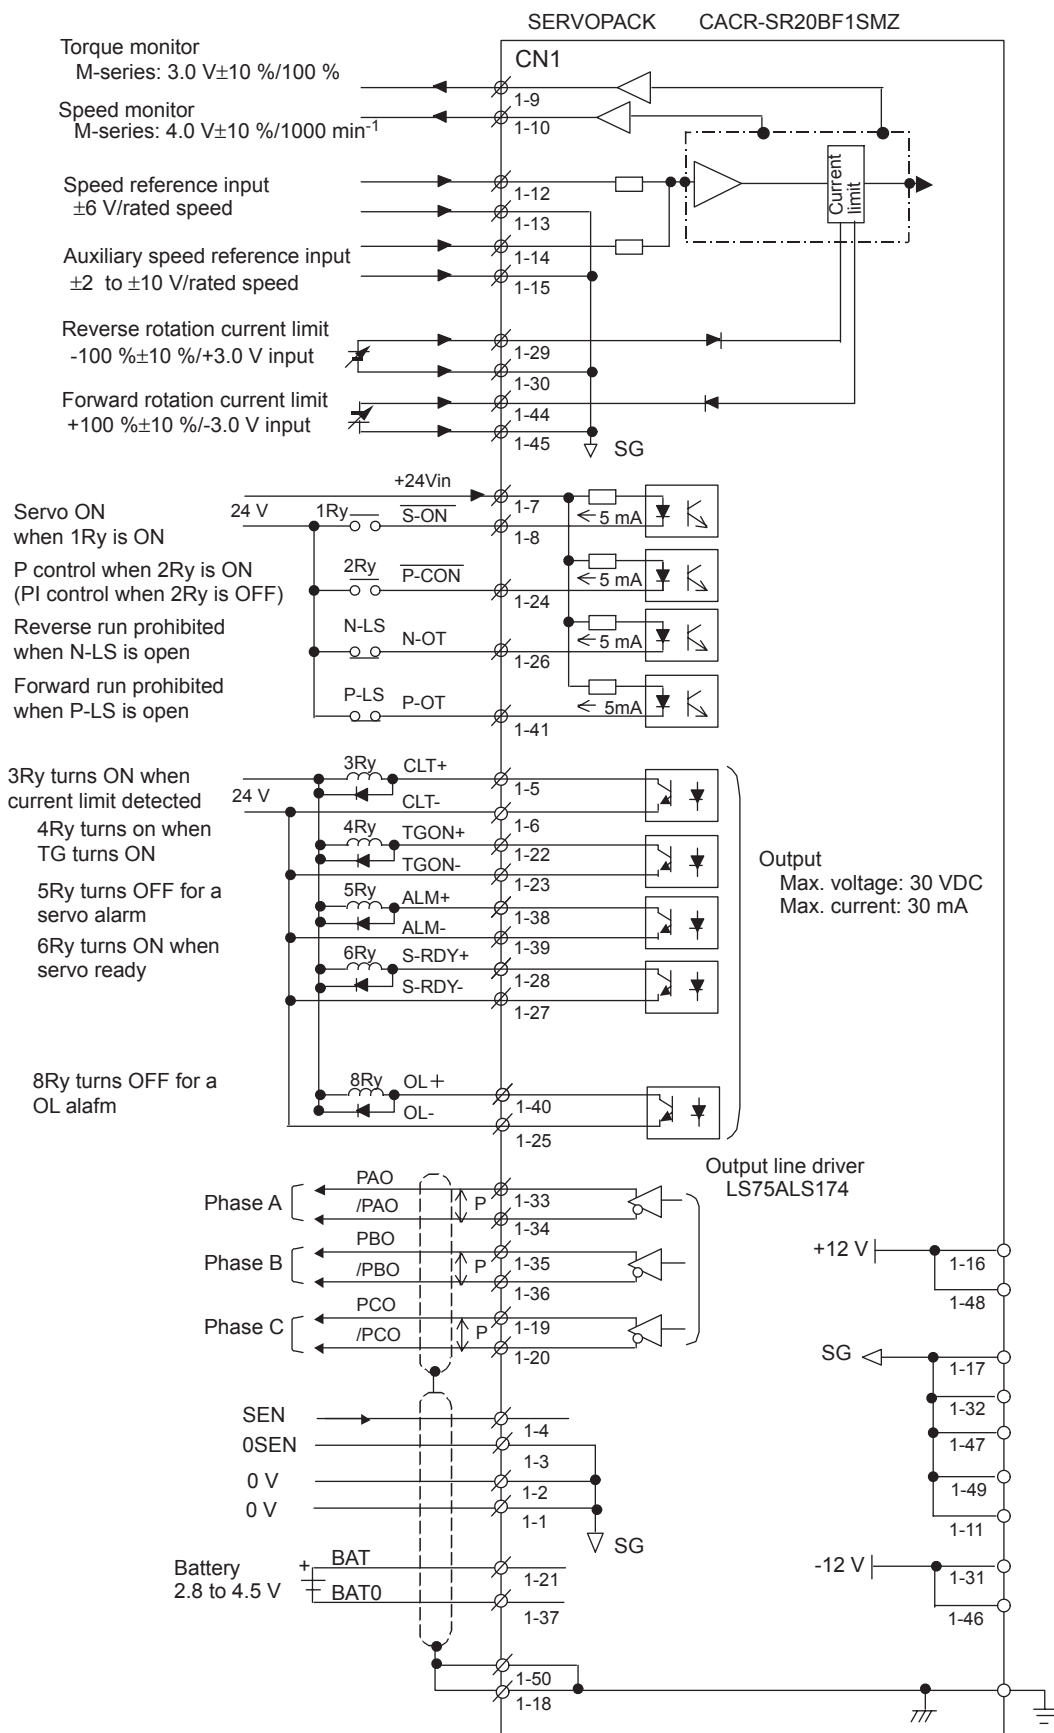 SERVOPACK CACR-SR20BF1SMZ
CN1
Torque monitor
M-series: 3.0 V±10 %/100 %
1-9
Speed monitor
M-series: 4.0 V±10 %/1000 min-1
1-10
Speed reference input
±6 V/rated speed
1-12
1-13
Current limit
Auxiliary speed reference input
±2 to ±10 V/rated speed
1-14
1-15
Reverse rotation current limit
-100 %±10 %/+3.0 V input
1-29
1-30
Forward rotation current limit
+100 %±10 %/-3.0 V input
1-44
1-45
SG
+24Vin
1-7
Servo ON
when 1Ry is ON
24 V
1Ry
S-ON
1-8
5 mA
P control when 2Ry is ON
(PI control when 2Ry is OFF)
2Ry
P-CON
1-24
5 mA
Reverse run prohibited
when N-LS is open
N-LS
N-OT
1-26
5 mA
Forward run prohibited
when P-LS is open
P-LS
P-OT
1-41
5mA
3Ry turns ON when
current limit detected
24 V
3Ry
CLT+
1-5
CLT-
1-6
4Ry turns on when
TG turns ON
4Ry
TGON+
1-22
TGON-
1-23
5Ry turns OFF for a
servo alarm
5Ry
ALM+
1-38
ALM-
1-39
6Ry turns ON when
servo ready
6Ry
S-RDY+
1-28
S-RDY-
1-27
Output
Max. voltage: 30 VDC
Max. current: 30 mA
8Ry turns OFF for a
OL alafm
8Ry
OL+
1-40
OL-
1-25
Output line driver
LS75ALS174
Phase A
PAO
1-33
/PAO
P
1-34
Phase B
PBO
1-35
/PBO
P
1-36
Phase C
PCO
1-19
/PCO
P
1-20
+12 V
1-16
1-48
SG
1-17
1-32
1-47
1-49
1-11
-12 V
1-31
1-46
SEN
1-4
0SEN
1-3
0 V
1-2
0 V
1-1
SG
Battery
2.8 to 4.5 V
+
BAT
1-21
BAT0
1-37
1-50
1-18